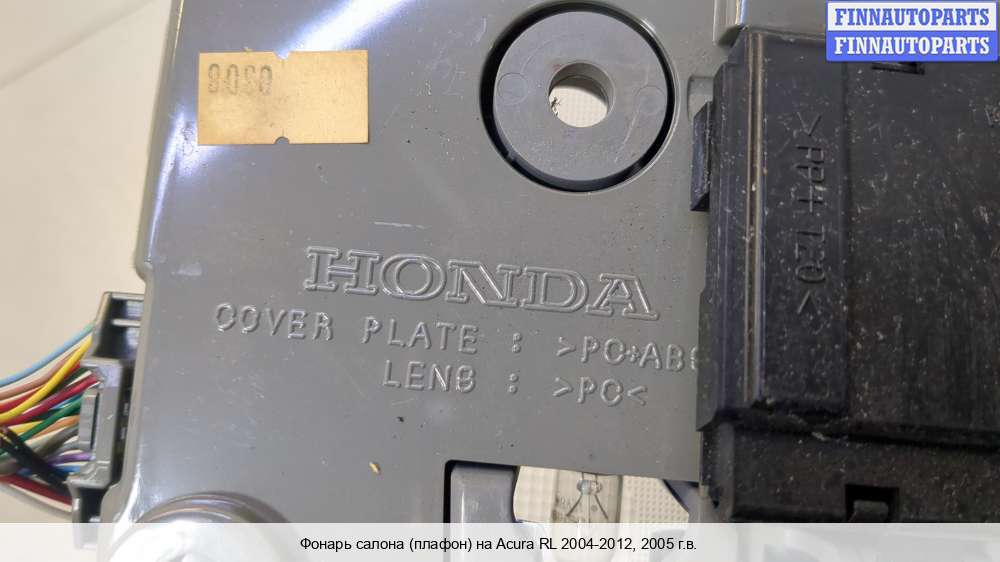 FINNAUTOPARTS
FINNAUTOPARTS
0308
HONDA
COVER PLATE : >PC+ABS
LENS : >PC<
>PP+T20<
Фонарь салона (плафон) на Acura RL 2004-2012, 2005 г.в.